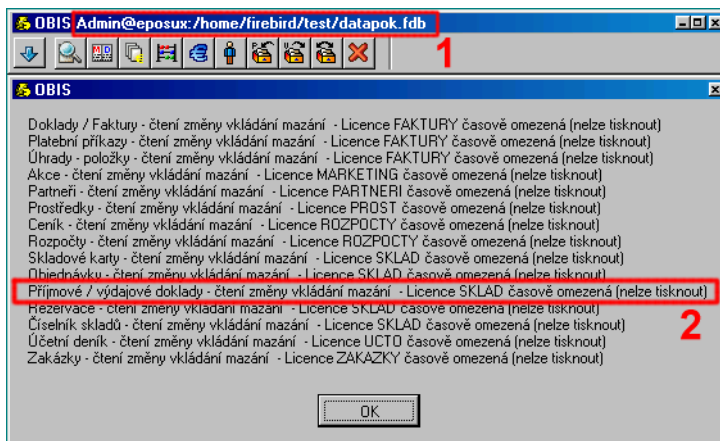 OBIS Admin@eposux:/home/firebird/test/datapok.fdb
1
OBIS
Doklady / Faktury - čtení změny vkládání mazání - Licence FAKTURY časově omezená (nelze tisknout)
Platební příkazy - čtení změny vkládání mazání - Licence FAKTURY časově omezená (nelze tisknout)
Úhrady - položky - čtení změny vkládání mazání - Licence FAKTURY časově omezená (nelze tisknout)
Akce - čtení změny vkládání mazání - Licence MARKETING časově omezená (nelze tisknout)
Partneři - čtení změny vkládání mazání - Licence PARTNERI časově omezená (nelze tisknout)
Prostředky - čtení změny vkládání mazání - Licence PROST časově omezená (nelze tisknout)
Ceník - čtení změny vkládání mazání - Licence ROZPOCTY časově omezená (nelze tisknout)
Rozpočty - čtení změny vkládání mazání - Licence ROZPOCTY časově omezená (nelze tisknout)
Skladové karty - čtení změny vkládání mazání - Licence SKLAD časově omezená (nelze tisknout)
Objednávky - čtení změny vkládání mazání - Licence SKLAD časově omezená (nelze tisknout)
Příjmové / výdajové doklady - čtení změny vkládání mazání - Licence SKLAD časově omezená (nelze tisknout)
Rezervace - čtení změny vkládání mazání - Licence SKLAD časově omezená (nelze tisknout)
2
Číselník skladů - čtení změny vkládání mazání - Licence SKLAD časově omezená (nelze tisknout)
Účetní deník - čtení změny vkládání mazání - Licence UCTO časově omezená (nelze tisknout)
Zakázky - čtení změny vkládání mazání - Licence ZAKAZKY časově omezená (nelze tisknout)
OK